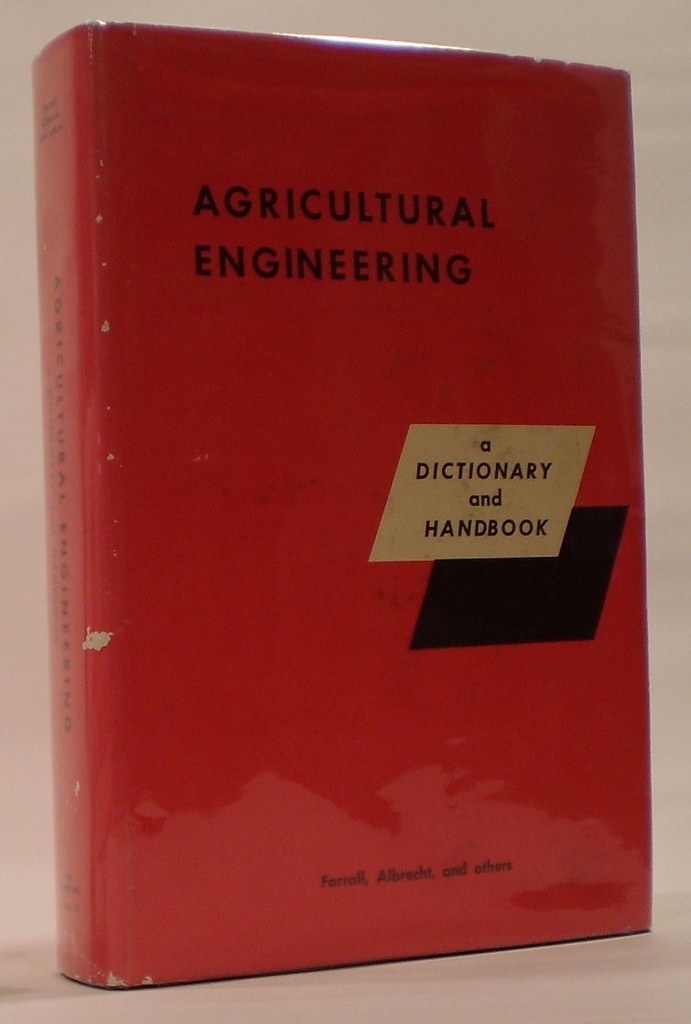 AGRICULTURAL
ENGINEERING
a
DICTIONARY
and
HANDBOOK
Farrall, Albrecht, and others
AGRICULTURAL ENGINEERING